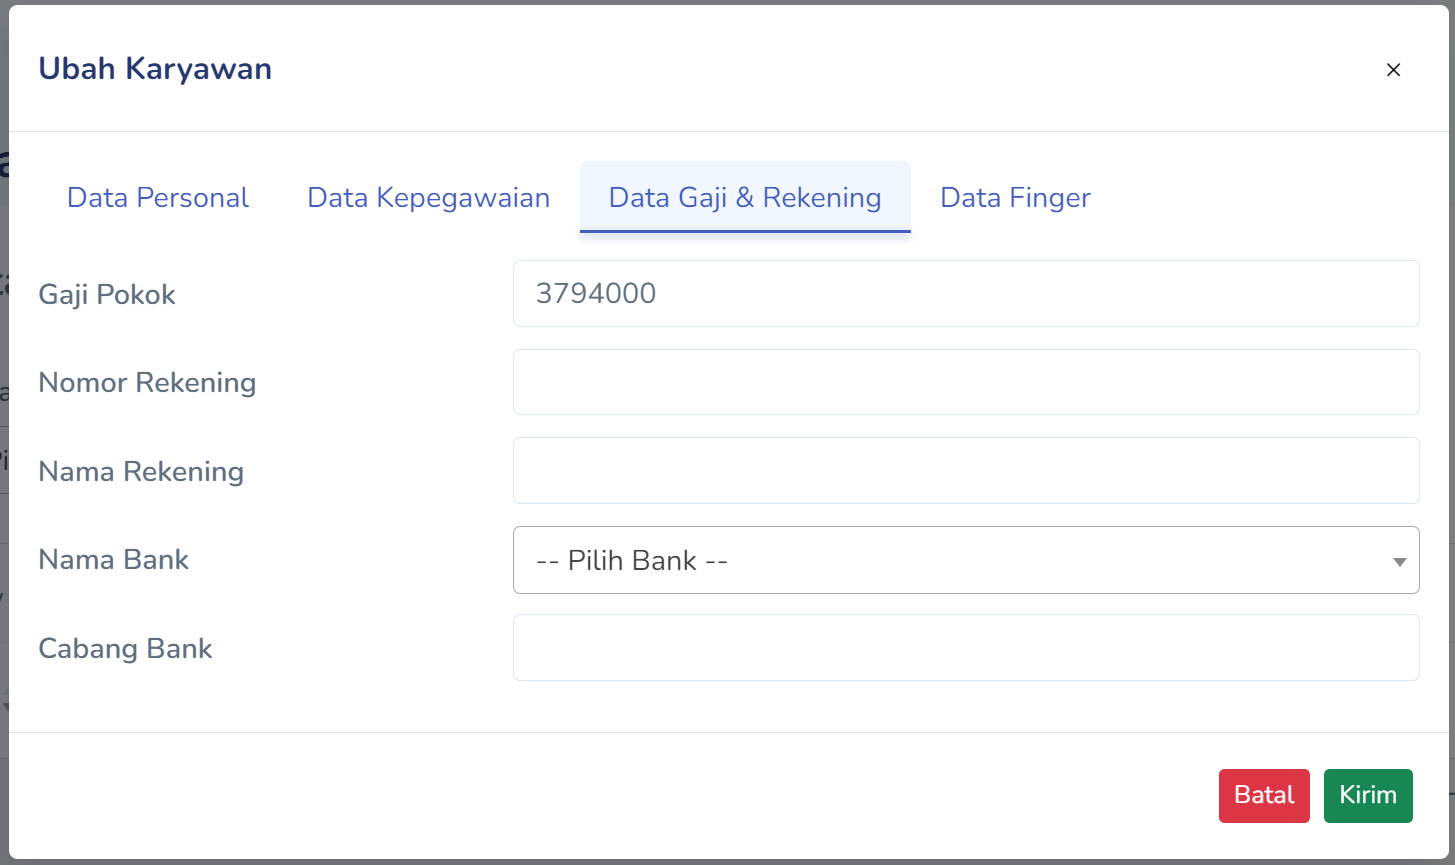 Ubah Karyawan
×
Data Personal
Data Kepegawaian
Data Gaji & Rekening
Data Finger
Gaji Pokok
3794000
Nomor Rekening
Nama Rekening
Nama Bank
-- Pilih Bank --
Cabang Bank
Batal
Kirim